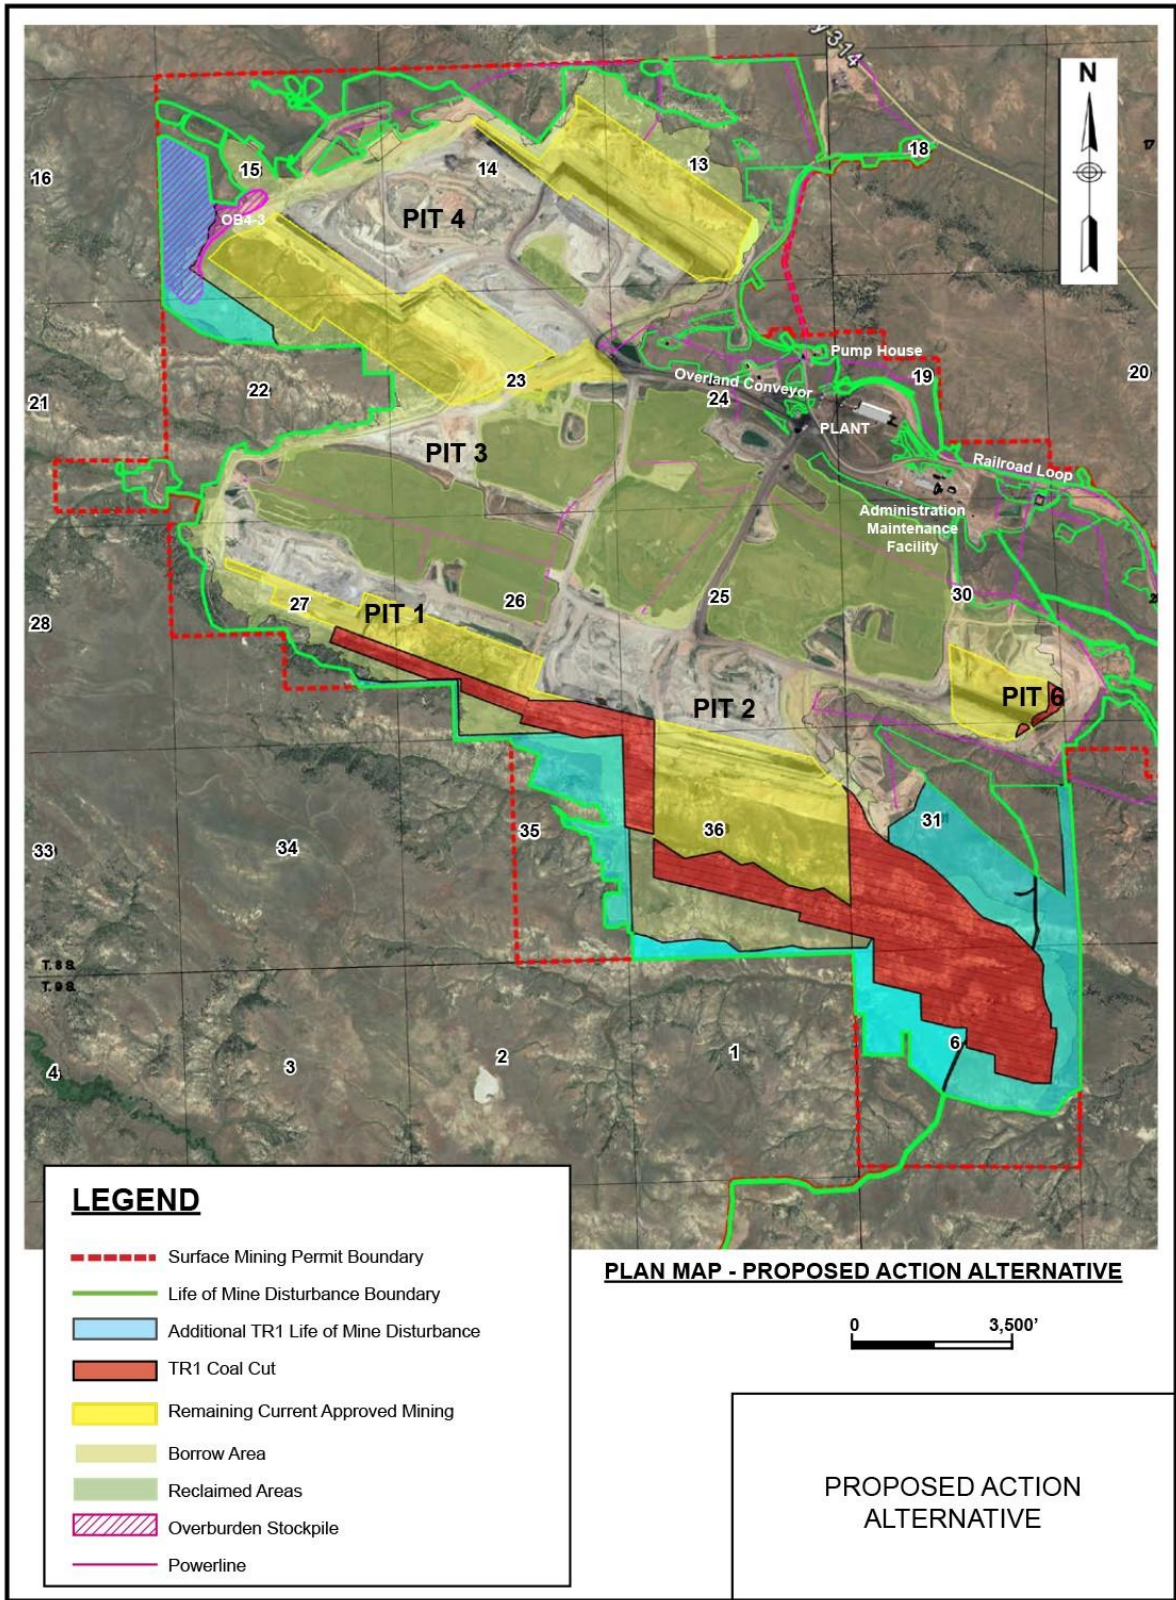 y 314
N
17
18
16
15
14
13
PIT 4
OB4-3
Pump House
20
19
21
22
23
Overland Conveyor
24
PLANT
PIT 3
Railroad Loop
Administration
Maintenance
Facility
28
27
PIT 1
26
25
30
PIT 2
PIT 6
33
34
35
36
31
T. 8 S.
T. 9 S.
4
3
2
1
6
LEGEND
Surface Mining Permit Boundary
Life of Mine Disturbance Boundary
Additional TR1 Life of Mine Disturbance
TR1 Coal Cut
Remaining Current Approved Mining
Borrow Area
Reclaimed Areas
Overburden Stockpile
Powerline
PLAN MAP - PROPOSED ACTION ALTERNATIVE
0 3,500'
PROPOSED ACTION
ALTERNATIVE